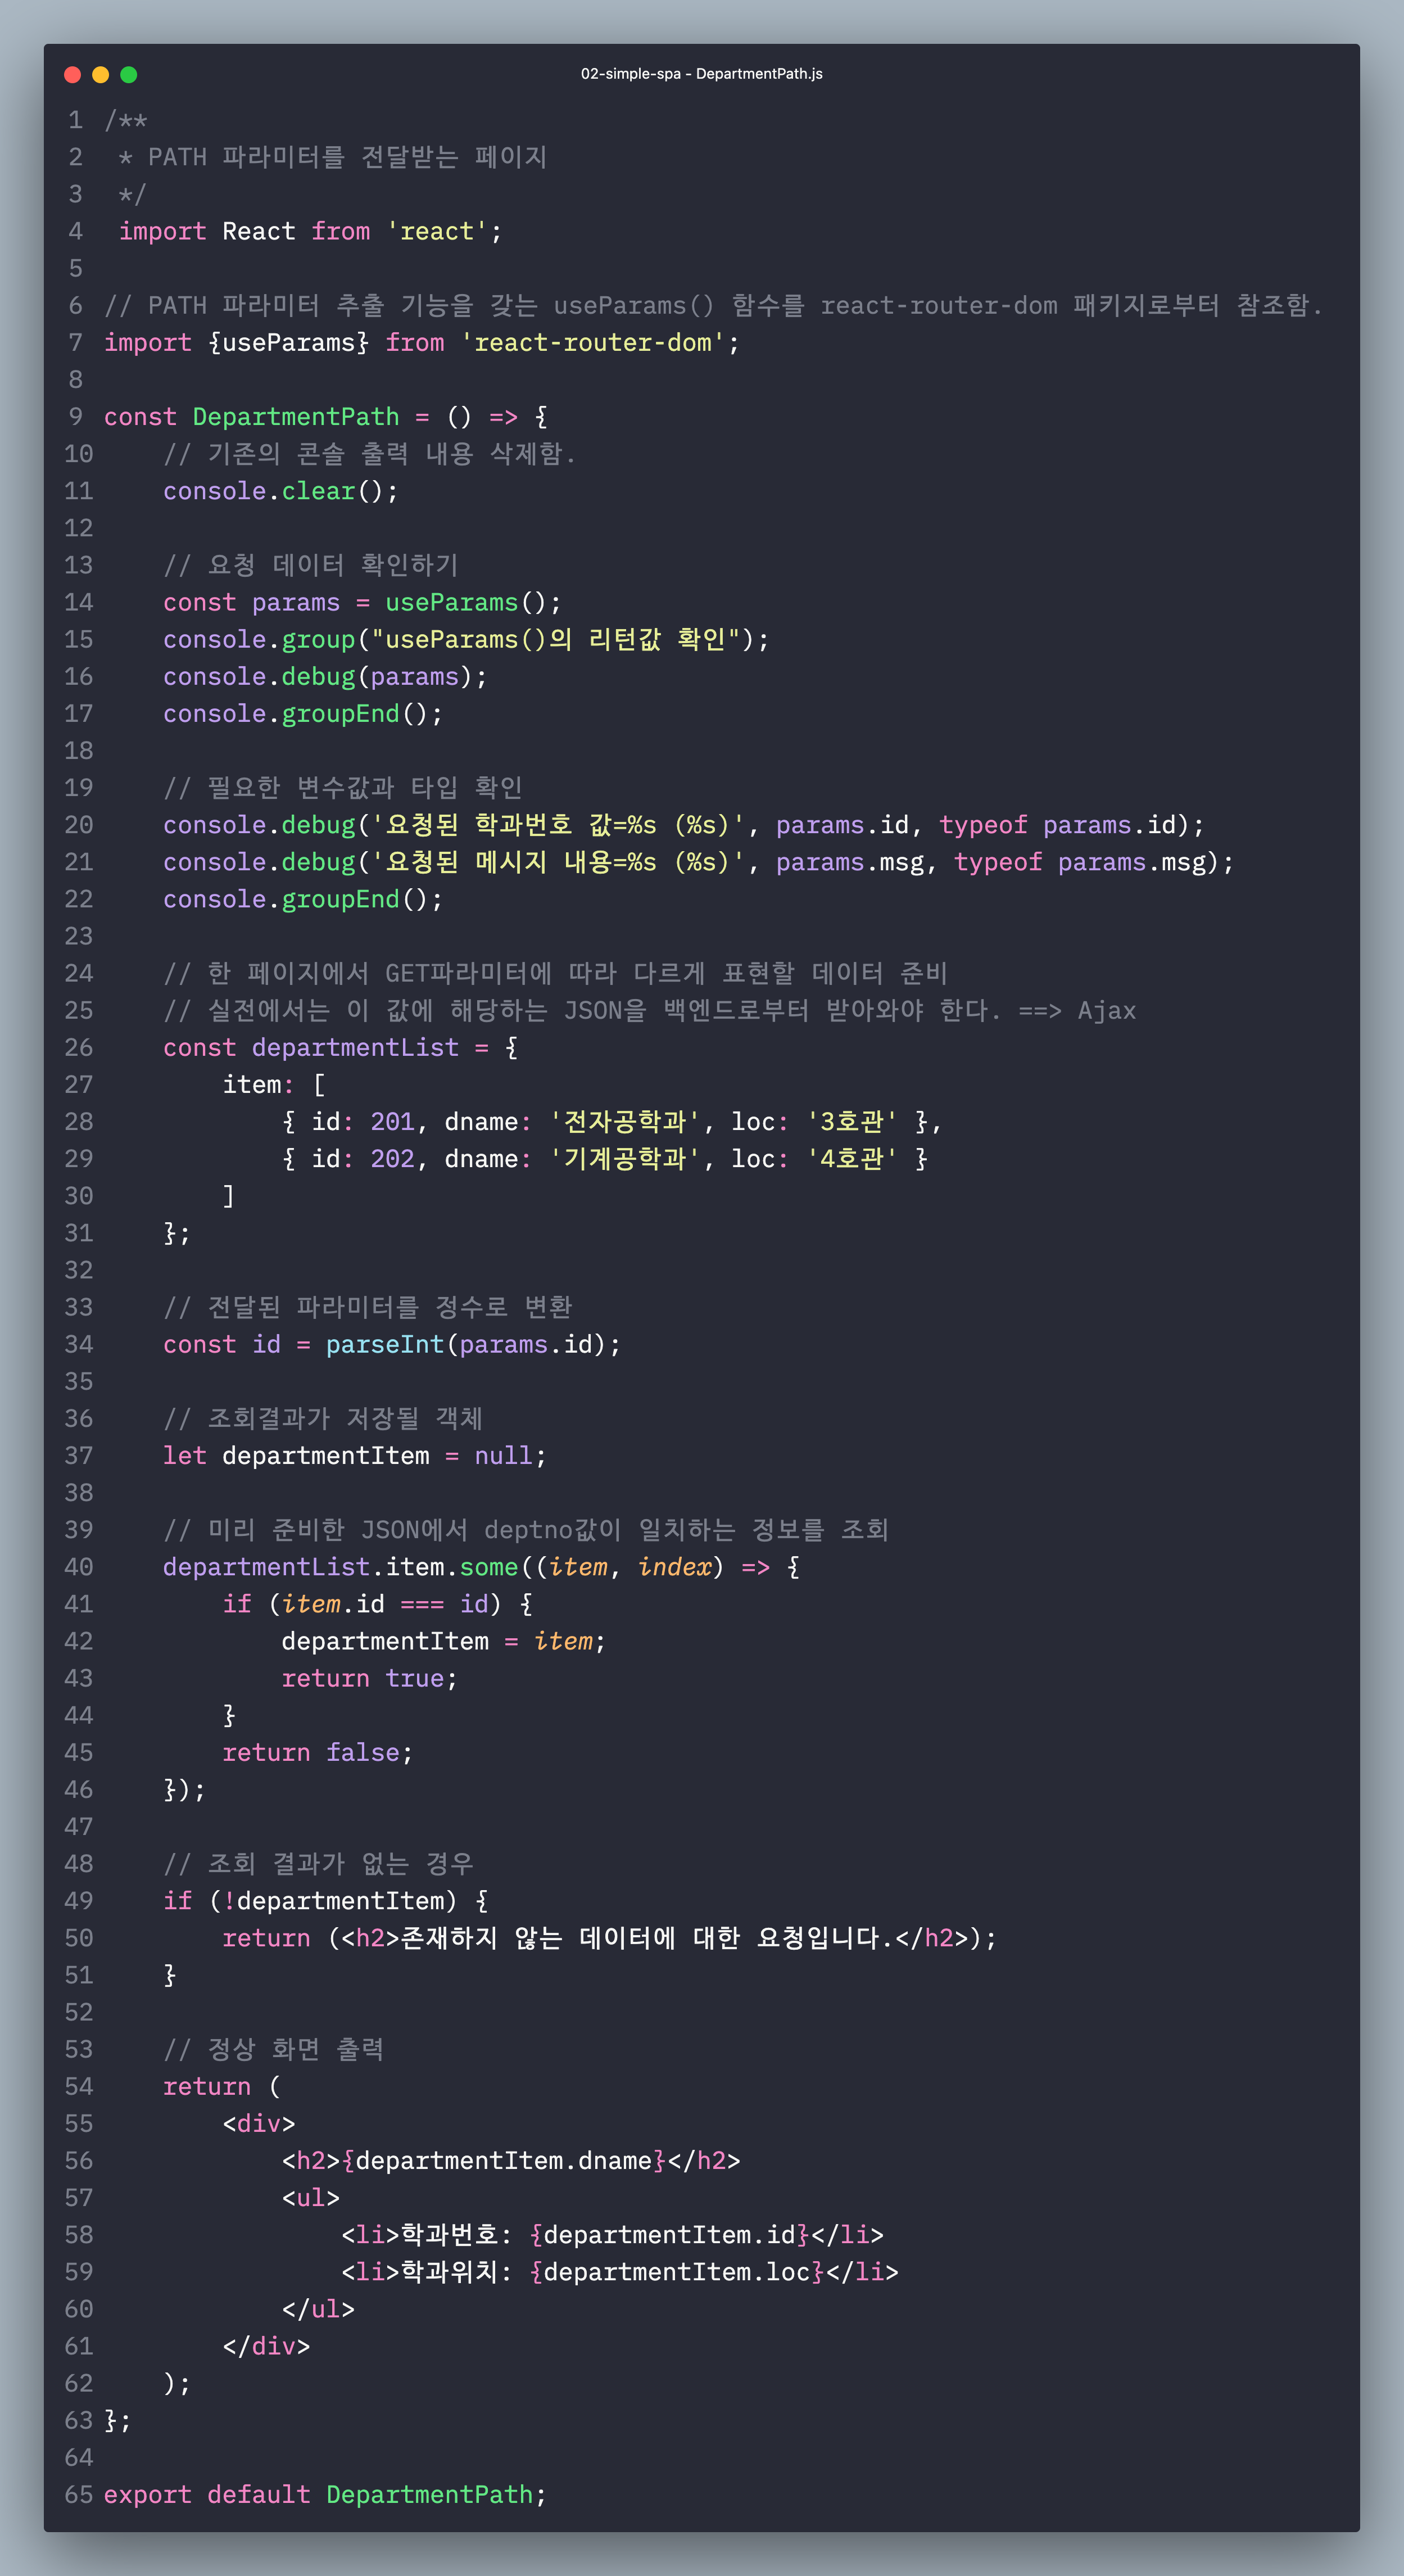 02-simple-spa - DepartmentPath.js
1 /**
2  * PATH 파라미터를 전달받는 페이지
3  */
4  import React from 'react';
5
6 // PATH 파라미터 추출 기능을 갖는 useParams() 함수를 react-router-dom 패키지로부터 참조함.
7 import {useParams} from 'react-router-dom';
8
9 const DepartmentPath = () => {
10     // 기존의 콘솔 출력 내용 삭제함.
11     console.clear();
12
13     // 요청 데이터 확인하기
14     const params = useParams();
15     console.group("useParams()의 리턴값 확인");
16     console.debug(params);
17     console.groupEnd();
18
19     // 필요한 변수값과 타입 확인
20     console.debug('요청된 학과번호 값=%s (%s)', params.id, typeof params.id);
21     console.debug('요청된 메시지 내용=%s (%s)', params.msg, typeof params.msg);
22     console.groupEnd();
23
24     // 한 페이지에서 GET파라미터에 따라 다르게 표현할 데이터 준비
25     // 실전에서는 이 값에 해당하는 JSON을 백엔드로부터 받아와야 한다. ==> Ajax
26     const departmentList = {
27         item: [
28             { id: 201, dname: '전자공학과', loc: '3호관' },
29             { id: 202, dname: '기계공학과', loc: '4호관' }
30         ]
31     };
32
33     // 전달된 파라미터를 정수로 변환
34     const id = parseInt(params.id);
35
36     // 조회결과가 저장될 객체
37     let departmentItem = null;
38
39     // 미리 준비한 JSON에서 deptno값이 일치하는 정보를 조회
40     departmentList.item.some((item, index) => {
41         if (item.id === id) {
42             departmentItem = item;
43             return true;
44         }
45         return false;
46     });
47
48     // 조회 결과가 없는 경우
49     if (!departmentItem) {
50         return (<h2>존재하지 않는 데이터에 대한 요청입니다.</h2>);
51     }
52
53     // 정상 화면 출력
54     return (
55         <div>
56             <h2>{departmentItem.dname}</h2>
57             <ul>
58                 <li>학과번호: {departmentItem.id}</li>
59                 <li>학과위치: {departmentItem.loc}</li>
60             </ul>
61         </div>
62     );
63 };
64
65 export default DepartmentPath;